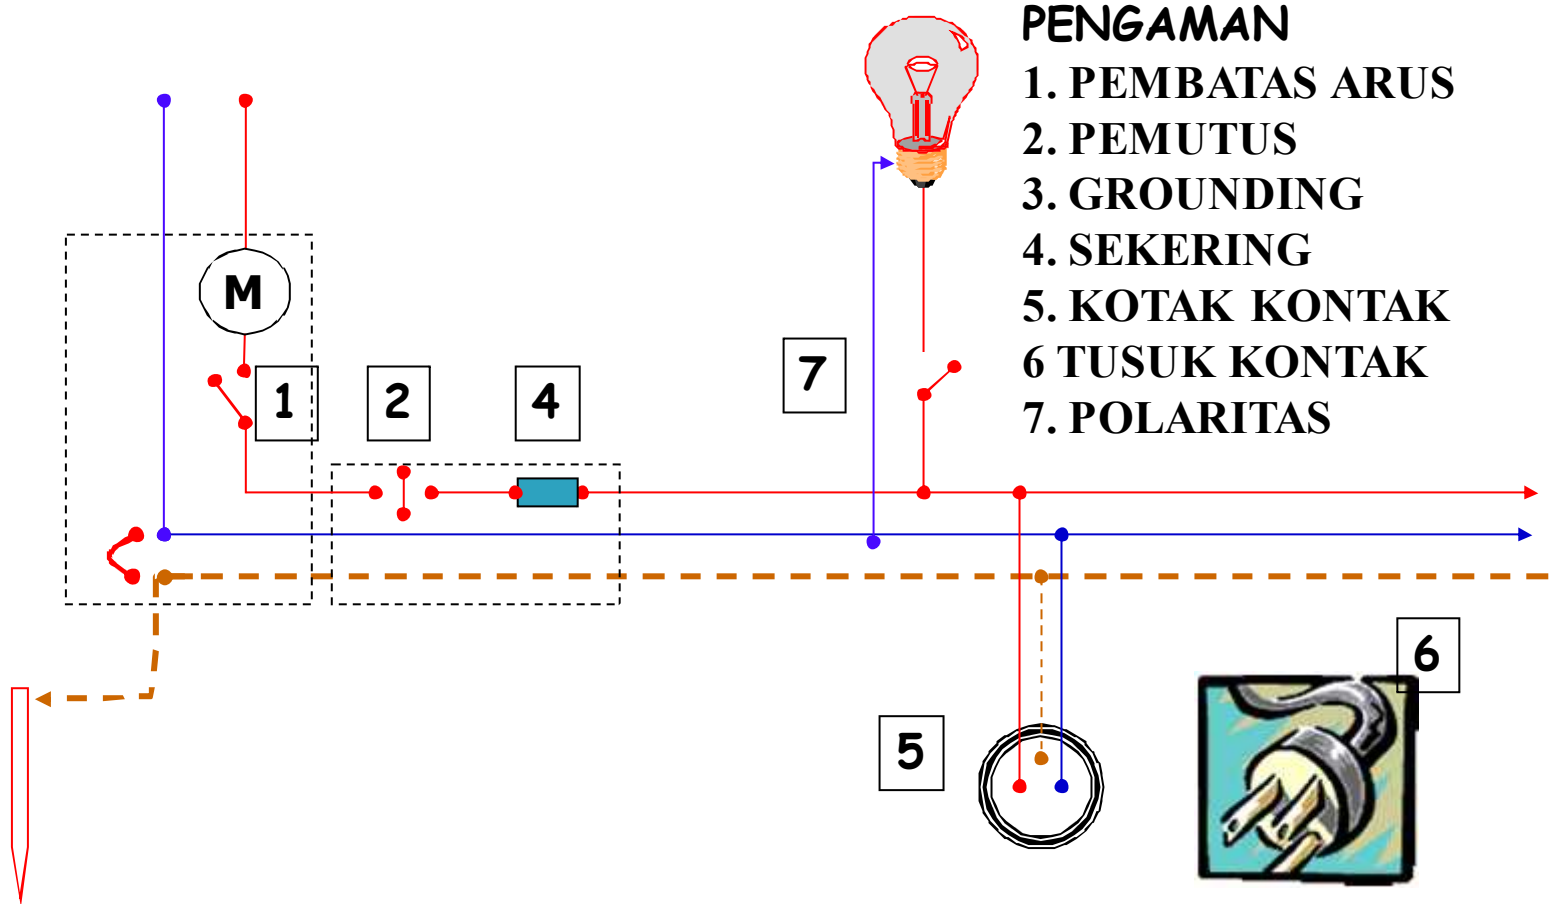 PENGAMAN
1. PEMBATAS ARUS
2. PEMUTUS
3. GROUNDING
4. SEKERING
5. KOTAK KONTAK
6 TUSUK KONTAK
7. POLARITAS
M
1
2
4
7
5
6